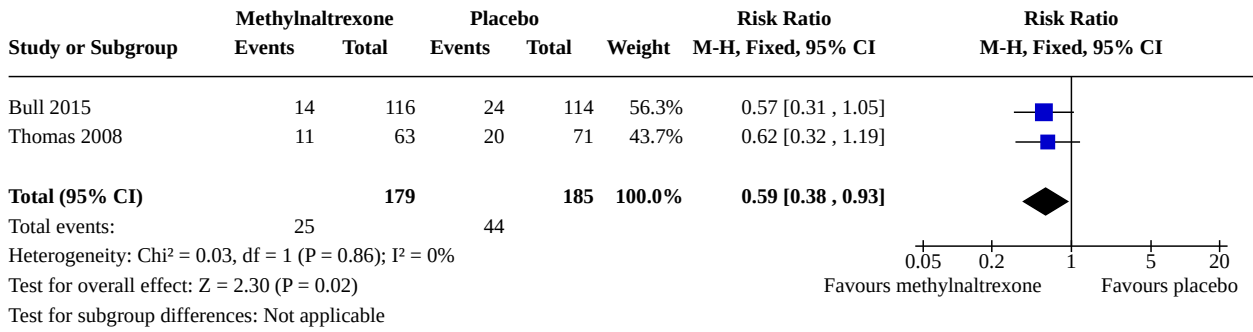 Methylnaltrexone Placebo Risk Ratio Risk Ratio
Study or Subgroup Events Total Events Total Weight M-H, Fixed, 95% CI M-H, Fixed, 95% CI
Bull 2015 14 116 24 114 56.3% 0.57 [0.31 , 1.05]
Thomas 2008 11 63 20 71 43.7% 0.62 [0.32 , 1.19]
Total (95% CI) 179 185 100.0% 0.59 [0.38 , 0.93]
Total events: 25 44
Heterogeneity: Chi² = 0.03, df = 1 (P = 0.86); I² = 0%
0.05 0.2 1 5 20
Test for overall effect: Z = 2.30 (P = 0.02)
Favours methylnaltrexone Favours placebo
Test for subgroup differences: Not applicable